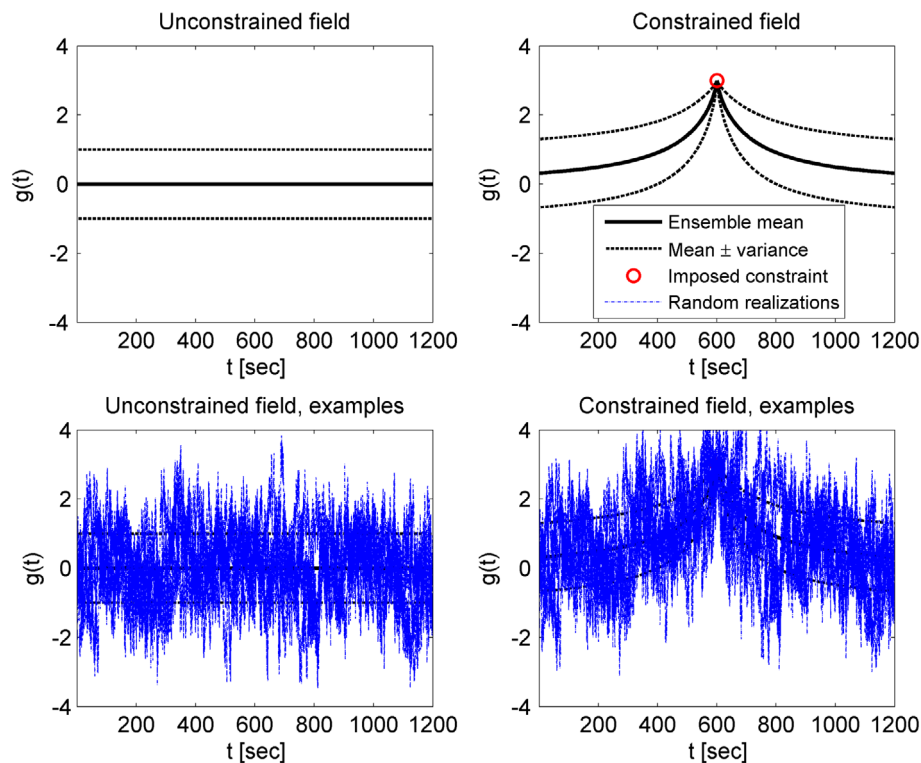 Unconstrained field
4
2
0
-2
-4
g(t)
200 400 600 800 1000 1200
t [sec]
Constrained field
4
2
0
-2
-4
g(t)
Ensemble mean
Mean ± variance
Imposed constraint
Random realizations
200 400 600 800 1000 1200
t [sec]
Unconstrained field, examples
4
2
0
-2
-4
g(t)
200 400 600 800 1000 1200
t [sec]
Constrained field, examples
4
2
0
-2
-4
g(t)
200 400 600 800 1000 1200
t [sec]